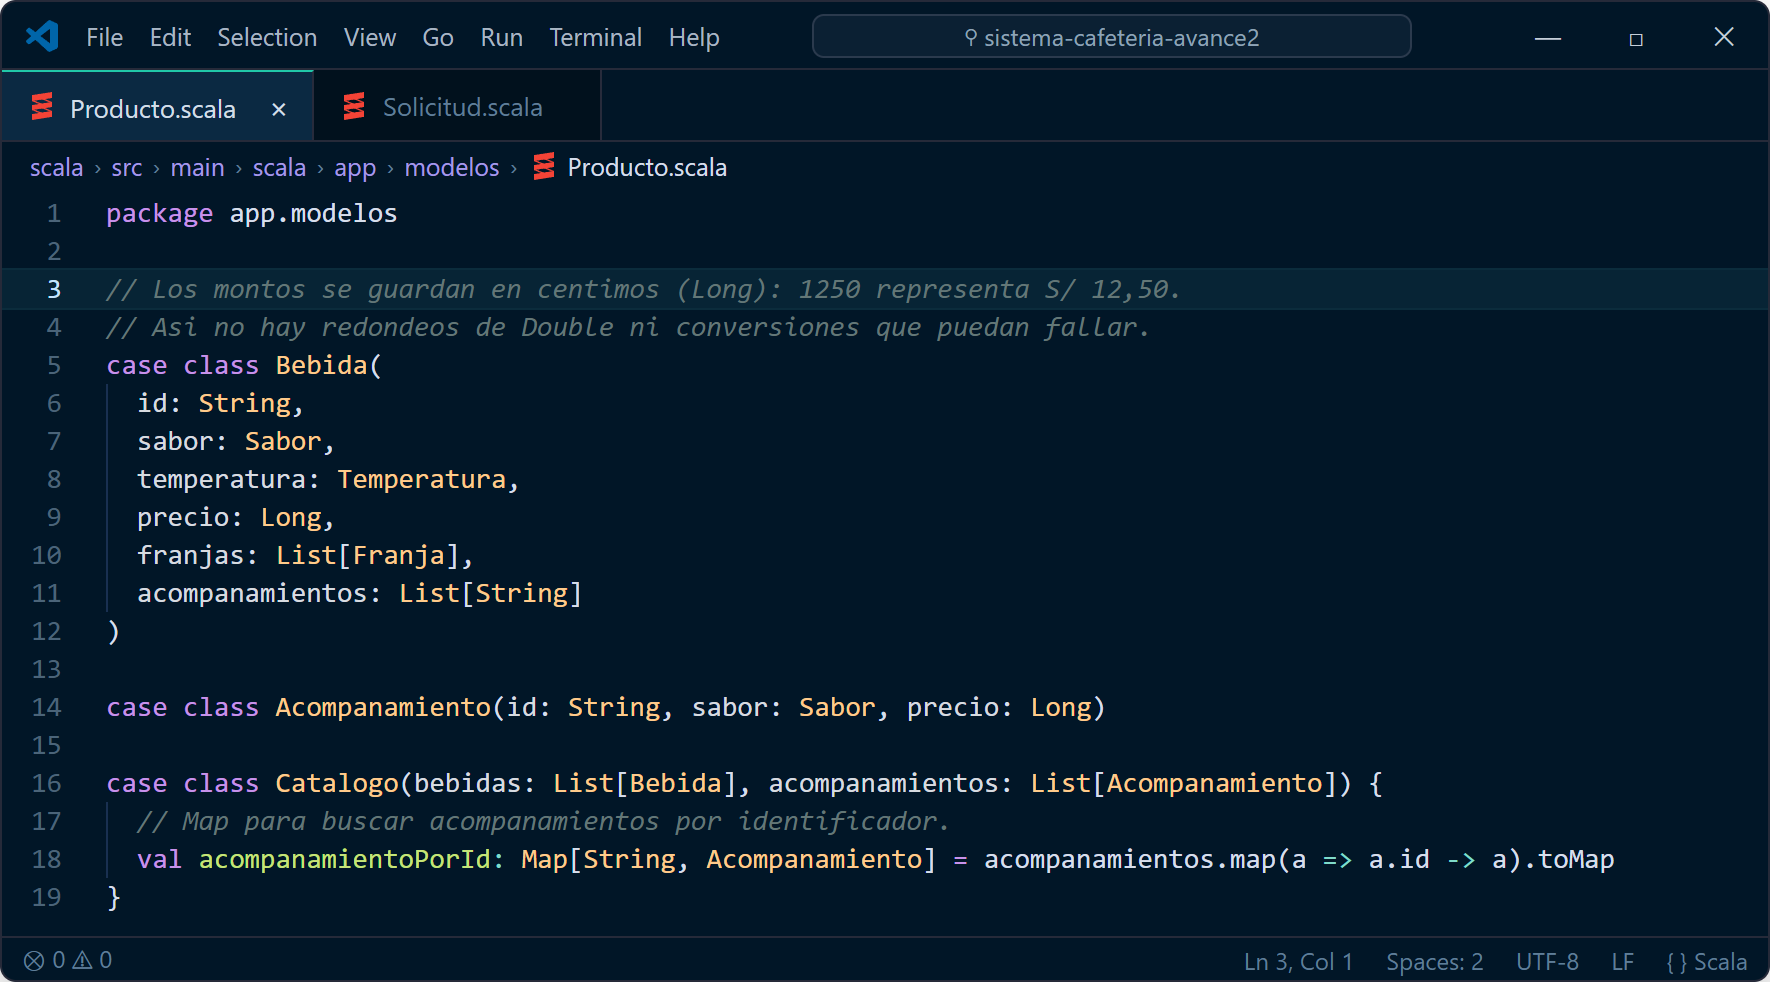 File Edit Selection View Go Run Terminal Help sistema-cafeteria-avance2
Producto.scala × Solicitud.scala
scala › src › main › scala › app › modelos › Producto.scala
1 package app.modelos
2
3 // Los montos se guardan en centimos (Long): 1250 representa S/ 12,50.
4 // Asi no hay redondeos de Double ni conversiones que puedan fallar.
5 case class Bebida(
6   id: String,
7   sabor: Sabor,
8   temperatura: Temperatura,
9   precio: Long,
10   franjas: List[Franja],
11   acompanamientos: List[String]
12 )
13
14 case class Acompanamiento(id: String, sabor: Sabor, precio: Long)
15
16 case class Catalogo(bebidas: List[Bebida], acompanamientos: List[Acompanamiento]) {
17   // Map para buscar acompanamientos por identificador.
18   val acompanamientoPorId: Map[String, Acompanamiento] = acompanamientos.map(a => a.id -> a).toMap
19 }
0 0 Ln 3, Col 1 Spaces: 2 UTF-8 LF { } Scala